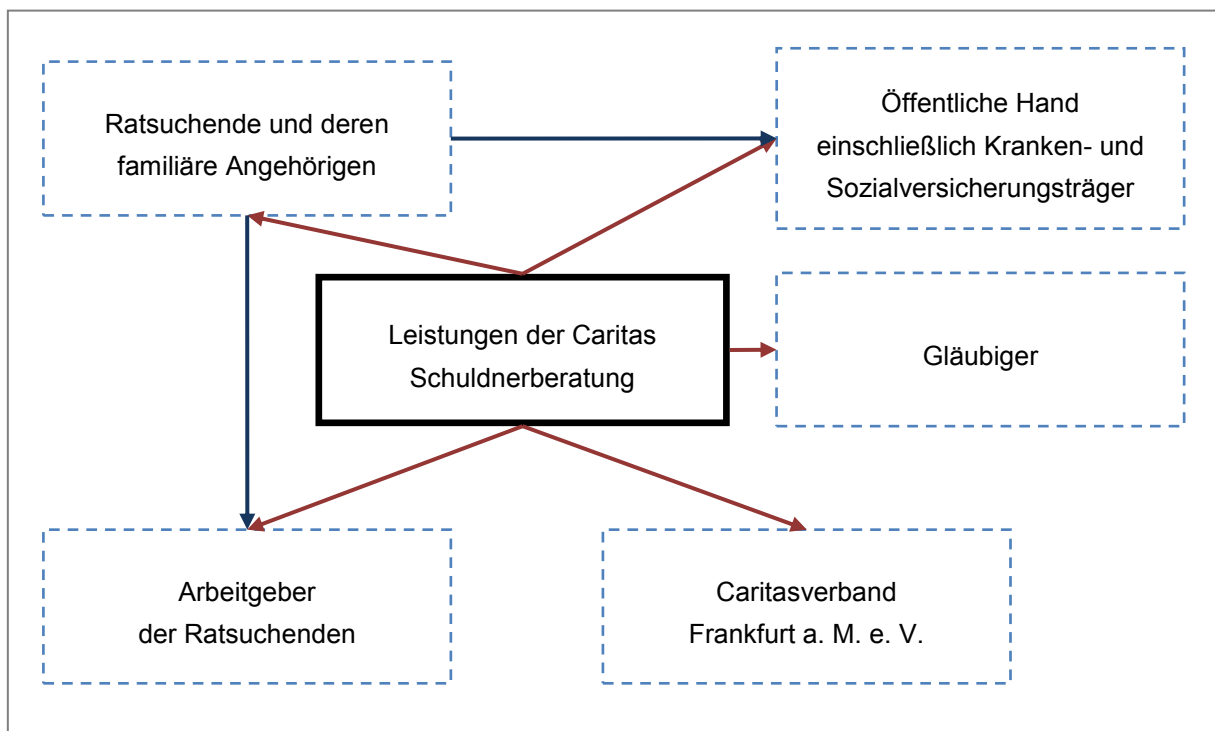 Ratsuchende und deren
familiäre Angehörigen
Öffentliche Hand
einschließlich Kranken- und
Sozialversicherungsträger
Leistungen der Caritas
Schuldnerberatung
Gläubiger
Arbeitgeber
der Ratsuchenden
Caritasverband
Frankfurt a. M. e. V.